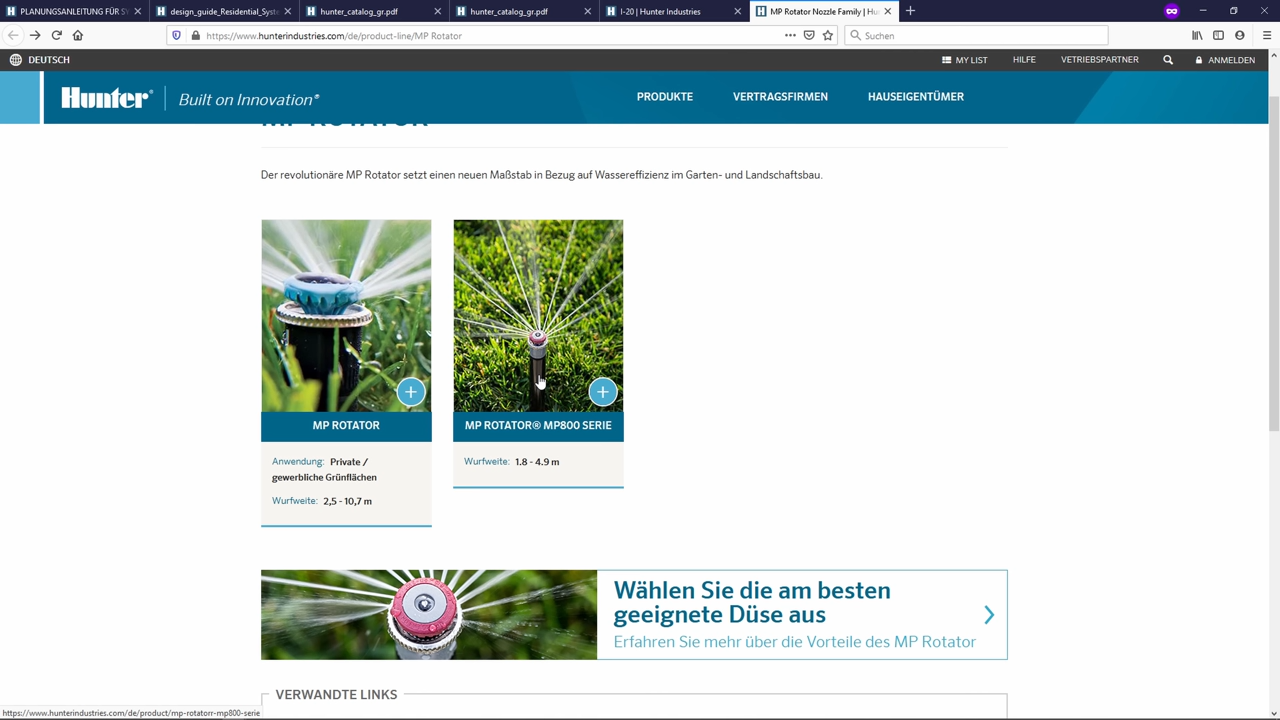 PLANUNGSANLEITUNG FÜR SY
design_guide_Residential_Syst
hunter_catalog_gr.pdf
hunter_catalog_gr.pdf
I-20 | Hunter Industries
MP Rotator Nozzle Family | Hu
https://www.hunterindustries.com/de/product-line/MP Rotator
Suchen
DEUTSCH
MY LIST
HILFE
VETRIEBSPARTNER
ANMELDEN
Hunter®
Built on Innovation®
PRODUKTE
VERTRAGSFIRMEN
HAUSEIGENTÜMER
MP ROTATOR
Der revolutionäre MP Rotator setzt einen neuen Maßstab in Bezug auf Wassereffizienz im Garten- und Landschaftsbau.
MP ROTATOR
Anwendung: Private /
gewerbliche Grünflächen
Wurfweite: 2,5 - 10,7 m
MP ROTATOR® MP800 SERIE
Wurfweite: 1.8 - 4.9 m
Wählen Sie die am besten
geeignete Düse aus
Erfahren Sie mehr über die Vorteile des MP Rotator
VERWANDTE LINKS
https://www.hunterindustries.com/de/product/mp-rotatorr-mp800-serie